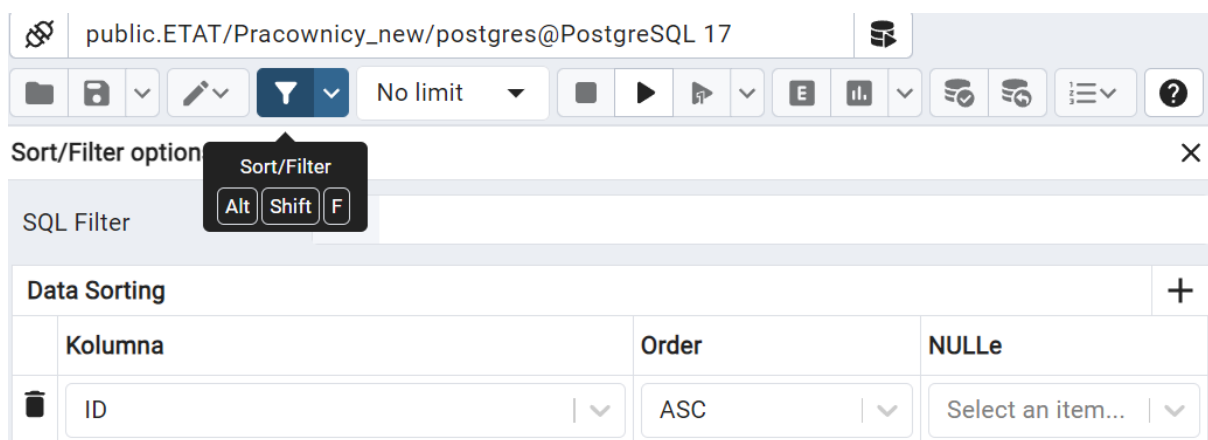 public.ETAT/Pracownicy_new/postgres@PostgreSQL 17
No limit
E
Sort/Filter option
Sort/Filter
Alt Shift F
SQL Filter
Data Sorting
Kolumna Order NULLe
ID ASC Select an item...